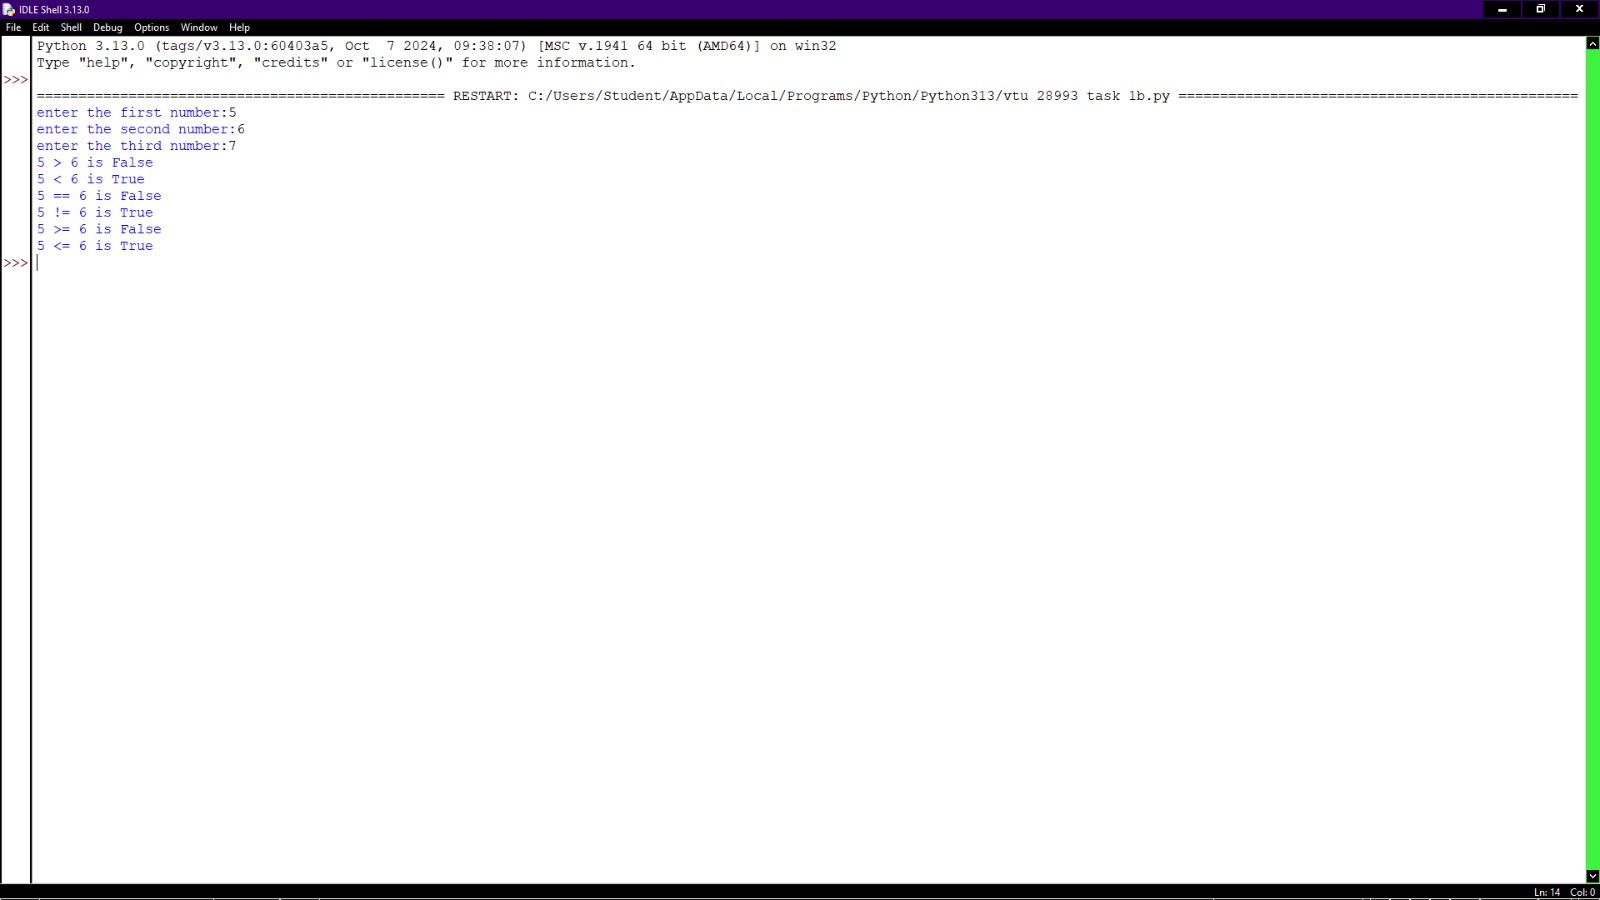 IDLE Shell 3.13.0
File Edit Shell Debug Options Window Help
Python 3.13.0 (tags/v3.13.0:60403a5, Oct  7 2024, 09:38:07) [MSC v.1941 64 bit (AMD64)] on win32
Type "help", "copyright", "credits" or "license()" for more information.
>>>
================================================= RESTART: C:/Users/Student/AppData/Local/Programs/Python/Python313/vtu 28993 task 1b.py ================================================
enter the first number:5
enter the second number:6
enter the third number:7
5 > 6 is False
5 < 6 is True
5 == 6 is False
5 != 6 is True
5 >= 6 is False
5 <= 6 is True
>>>
Ln: 14 Col: 0